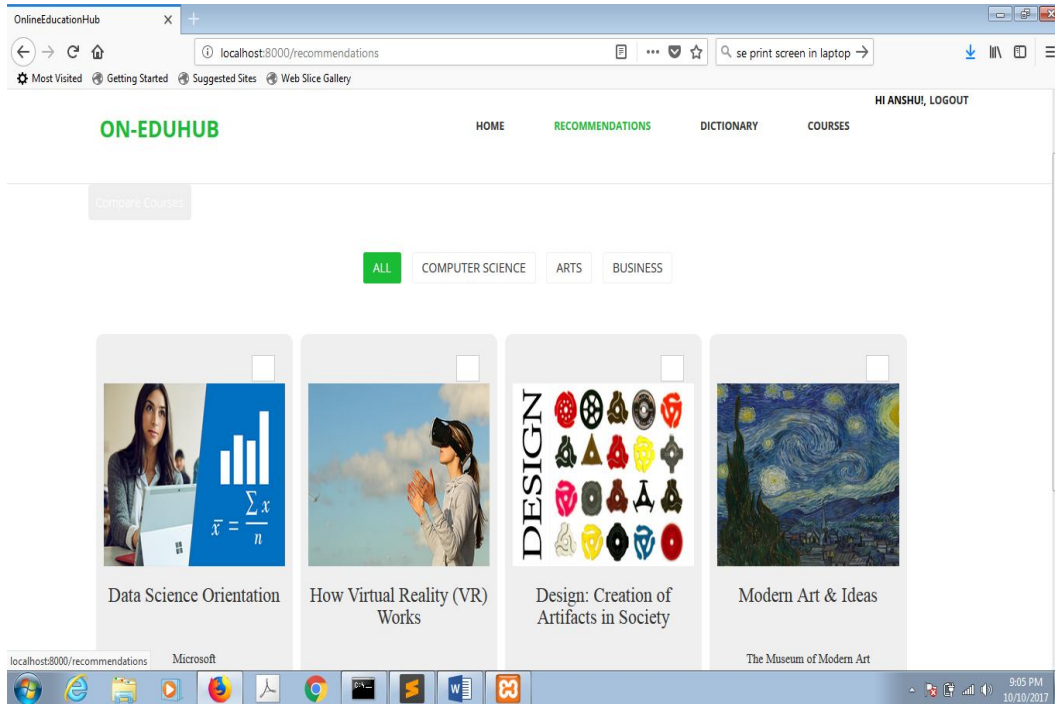 OnlineEducationHub
localhost:8000/recommendations
se print screen in laptop
Most Visited Getting Started Suggested Sites Web Slice Gallery
HI ANSHU!, LOGOUT
ON-EDUHUB HOME RECOMMENDATIONS DICTIONARY COURSES
Compare Courses
ALL COMPUTER SCIENCE ARTS BUSINESS
x̄ = ∑ x / n
DESIGN
Data Science Orientation
How Virtual Reality (VR)
Works
Design: Creation of
Artifacts in Society
Modern Art & Ideas
Microsoft
The Museum of Modern Art
localhost:8000/recommendations
9:05 PM
10/10/2017